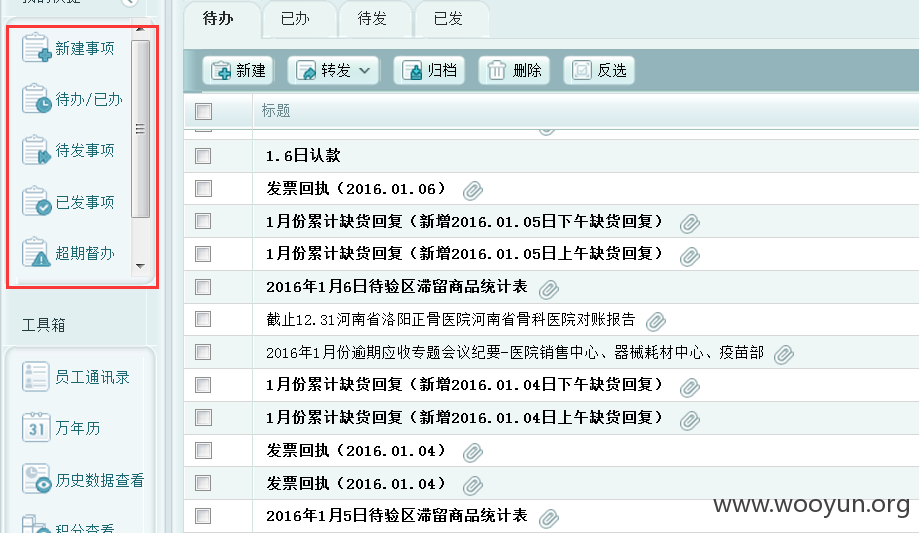 我的快捷
新建事项
待办/已办
待发事项
已发事项
超期督办
工具箱
员工通讯录
31 万年历
历史数据查看
积分查看
待办 已办 待发 已发
新建 转发 归档 删除 反选
标题
1.6日认款
发票回执（2016.01.06）
1月份累计缺货回复（新增2016.01.05日下午缺货回复）
1月份累计缺货回复（新增2016.01.05日上午缺货回复）
2016年1月6日待验区滞留商品统计表
截止12.31河南省洛阳正骨医院河南省骨科医院对账报告
2016年1月份逾期应收专题会议纪要-医院销售中心、器械耗材中心、疫苗部
1月份累计缺货回复（新增2016.01.04日下午缺货回复）
1月份累计缺货回复（新增2016.01.04日上午缺货回复）
发票回执（2016.01.04）
发票回执（2016.01.04）
2016年1月5日待验区滞留商品统计表
www.wooyun.org